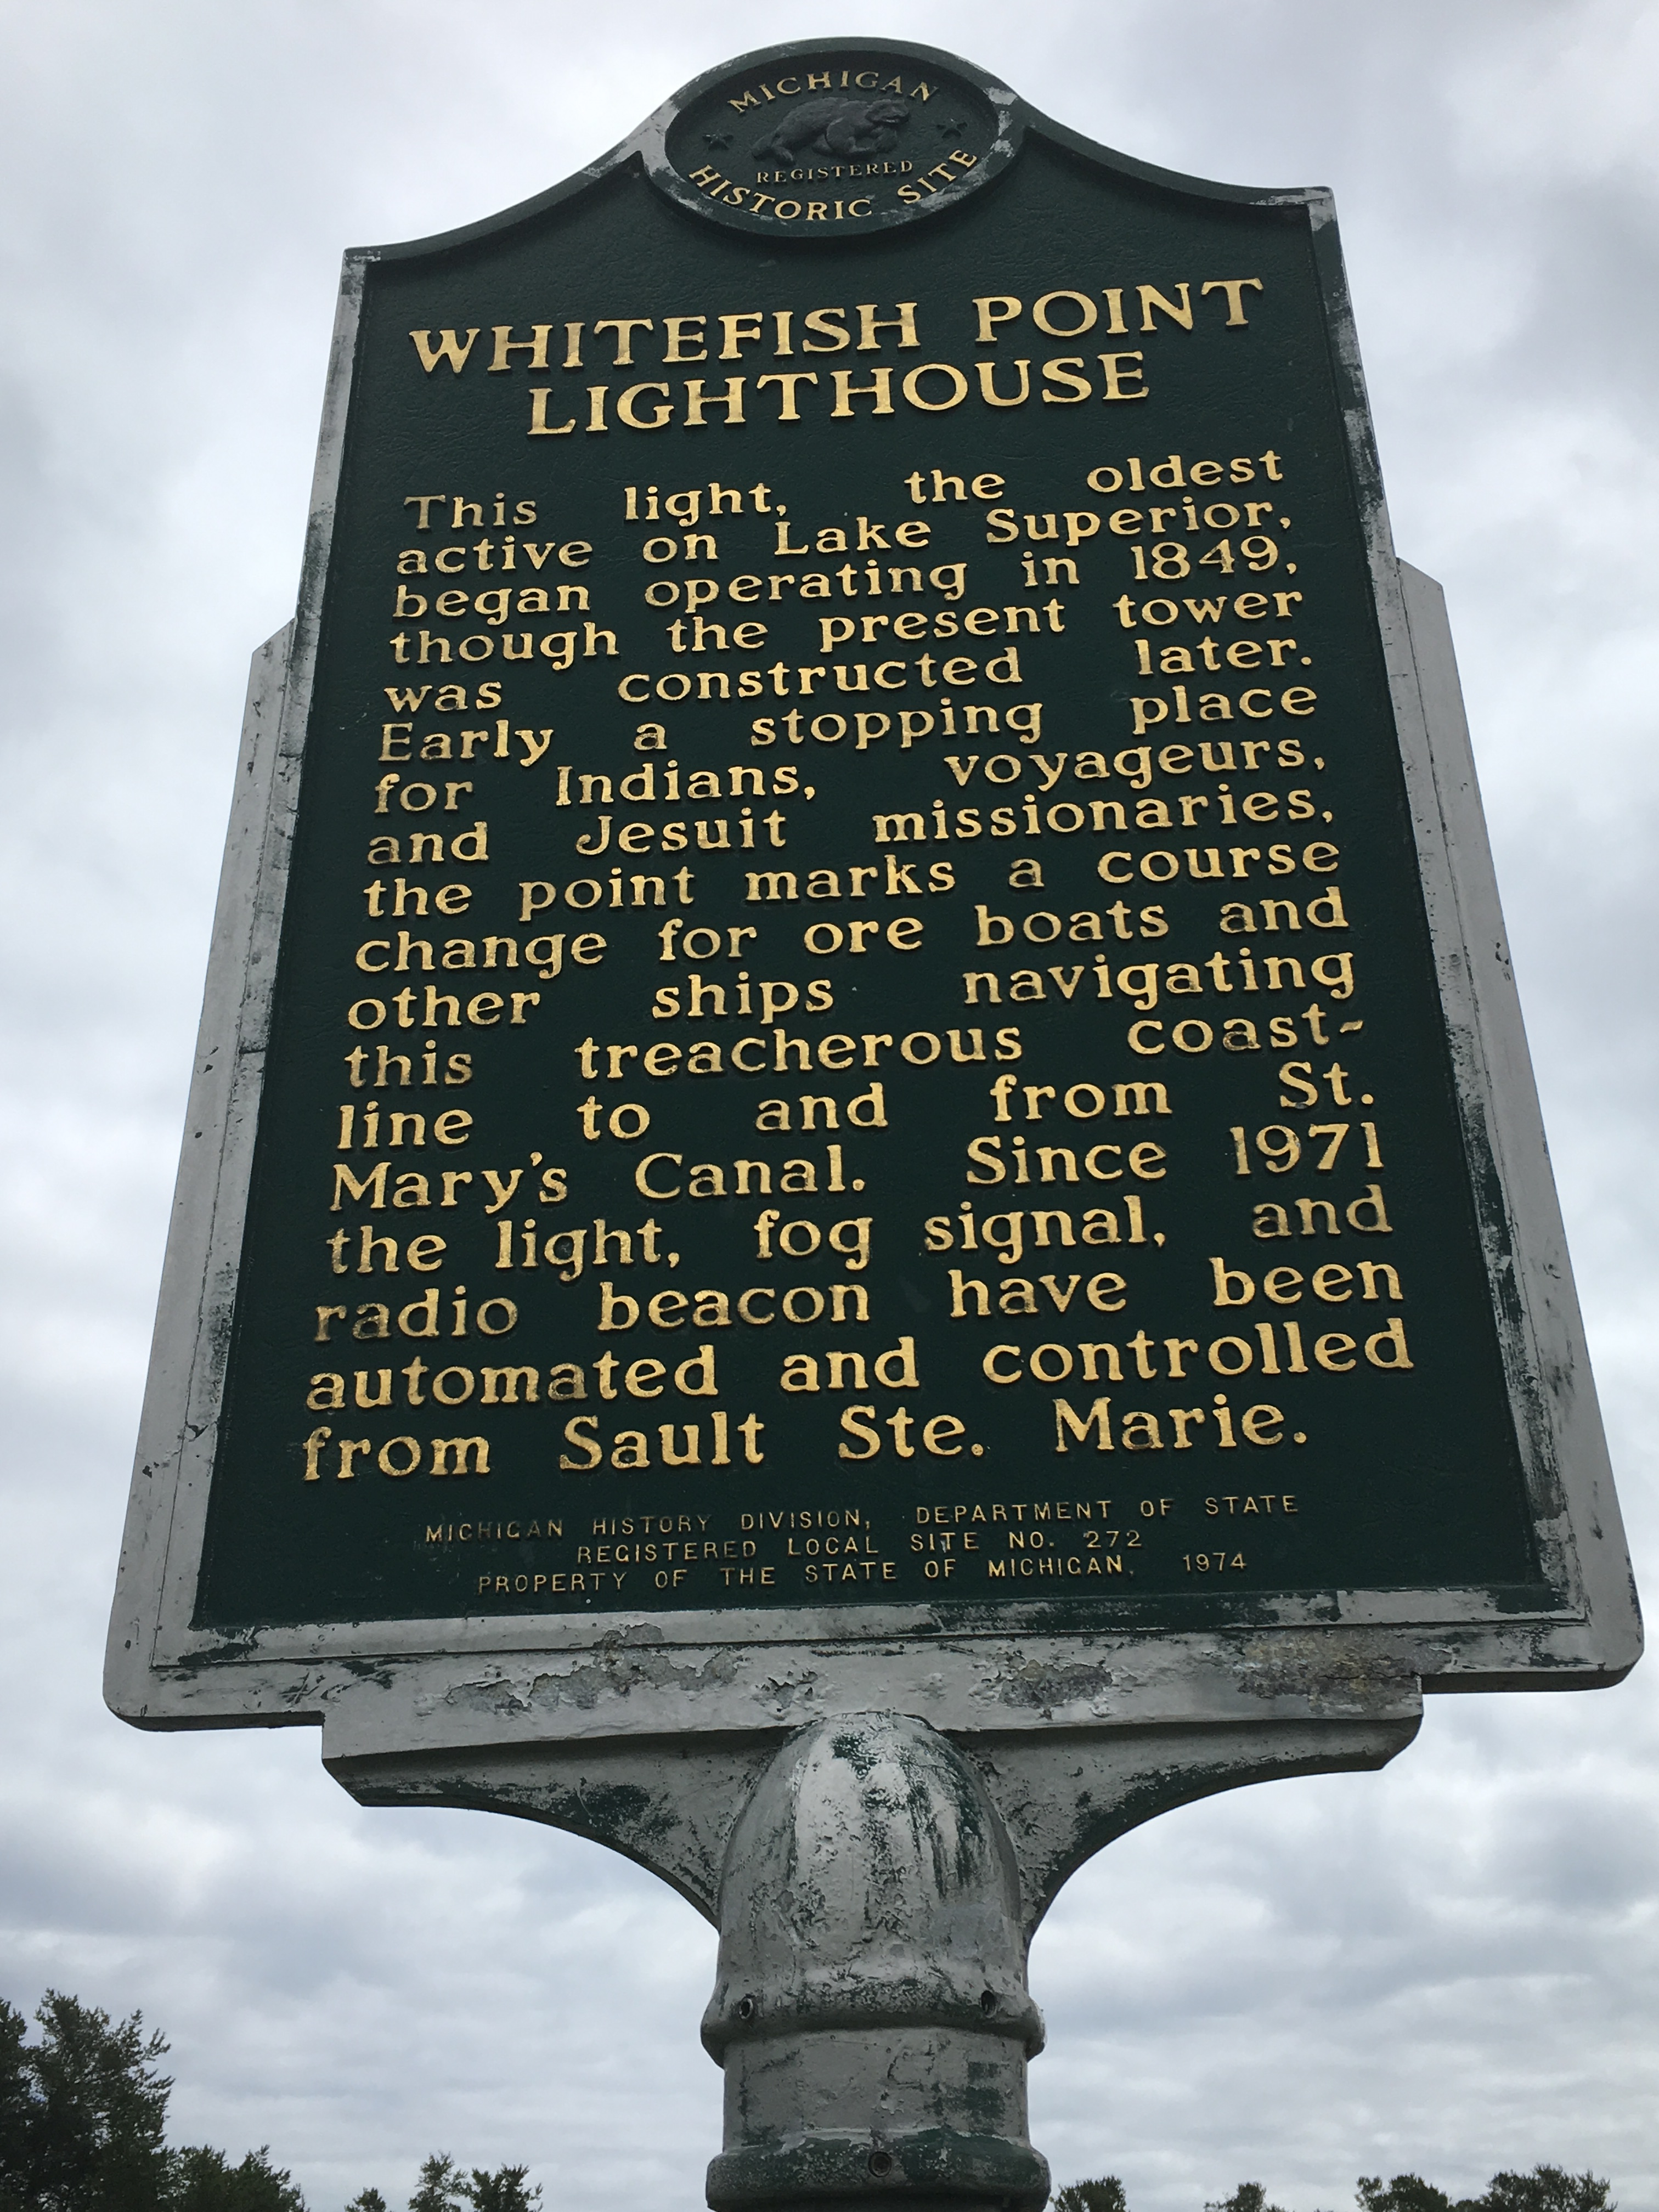 MICHIGAN
REGISTERED
HISTORIC SITE
WHITEFISH POINT
LIGHTHOUSE
This light, the oldest
active on Lake Superior,
began operating in 1849,
though the present tower
was constructed later.
Early a stopping place
for Indians, voyageurs,
and Jesuit missionaries,
the point marks a course
change for ore boats and
other ships navigating
this treacherous coast-
line to and from St.
Mary's Canal. Since 1971
the light, fog signal, and
radio beacon have been
automated and controlled
from Sault Ste. Marie.
MICHIGAN HISTORY DIVISION, DEPARTMENT OF STATE
REGISTERED LOCAL SITE NO. 272
PROPERTY OF THE STATE OF MICHIGAN, 1974